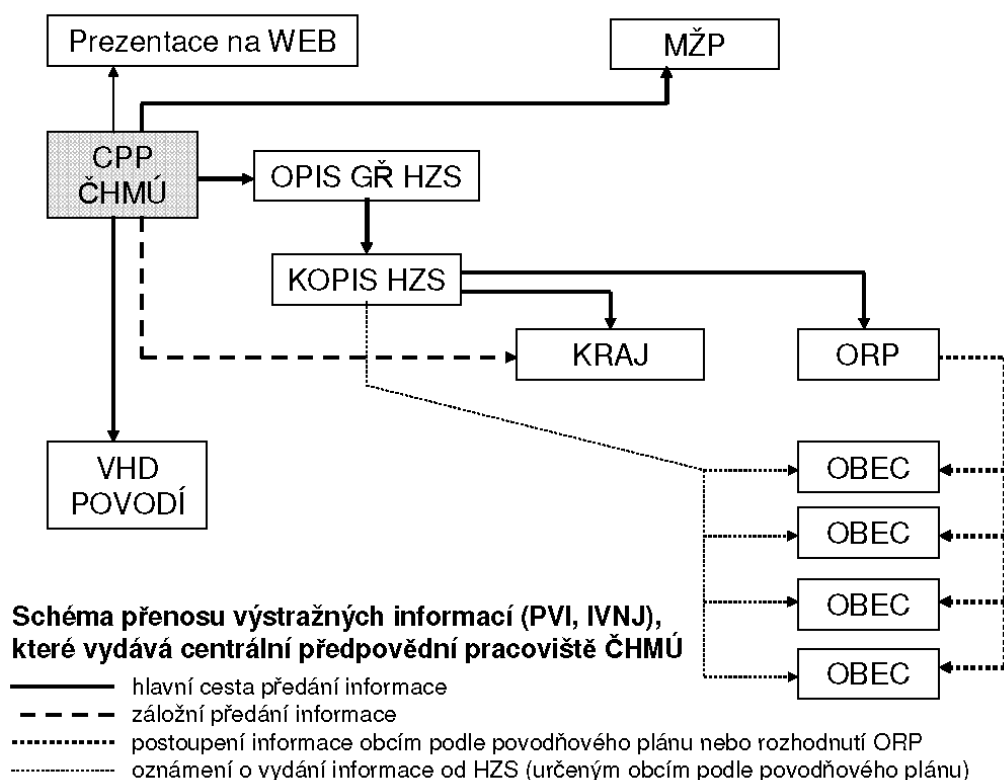 Prezentace na WEB
MŽP
CPP
ČHMÚ
OPIS GŘ HZS
KOPIS HZS
KRAJ
ORP
VHD
POVODÍ
OBEC
OBEC
OBEC
OBEC
Schéma přenosu výstražných informací (PVI, IVNJ),
které vydává centrální předpovědní pracoviště ČHMÚ
hlavní cesta předání informace
záložní předání informace
postoupení informace obcím podle povodňového plánu nebo rozhodnutí ORP
oznámení o vydání informace od HZS (určeným obcím podle povodňového plánu)